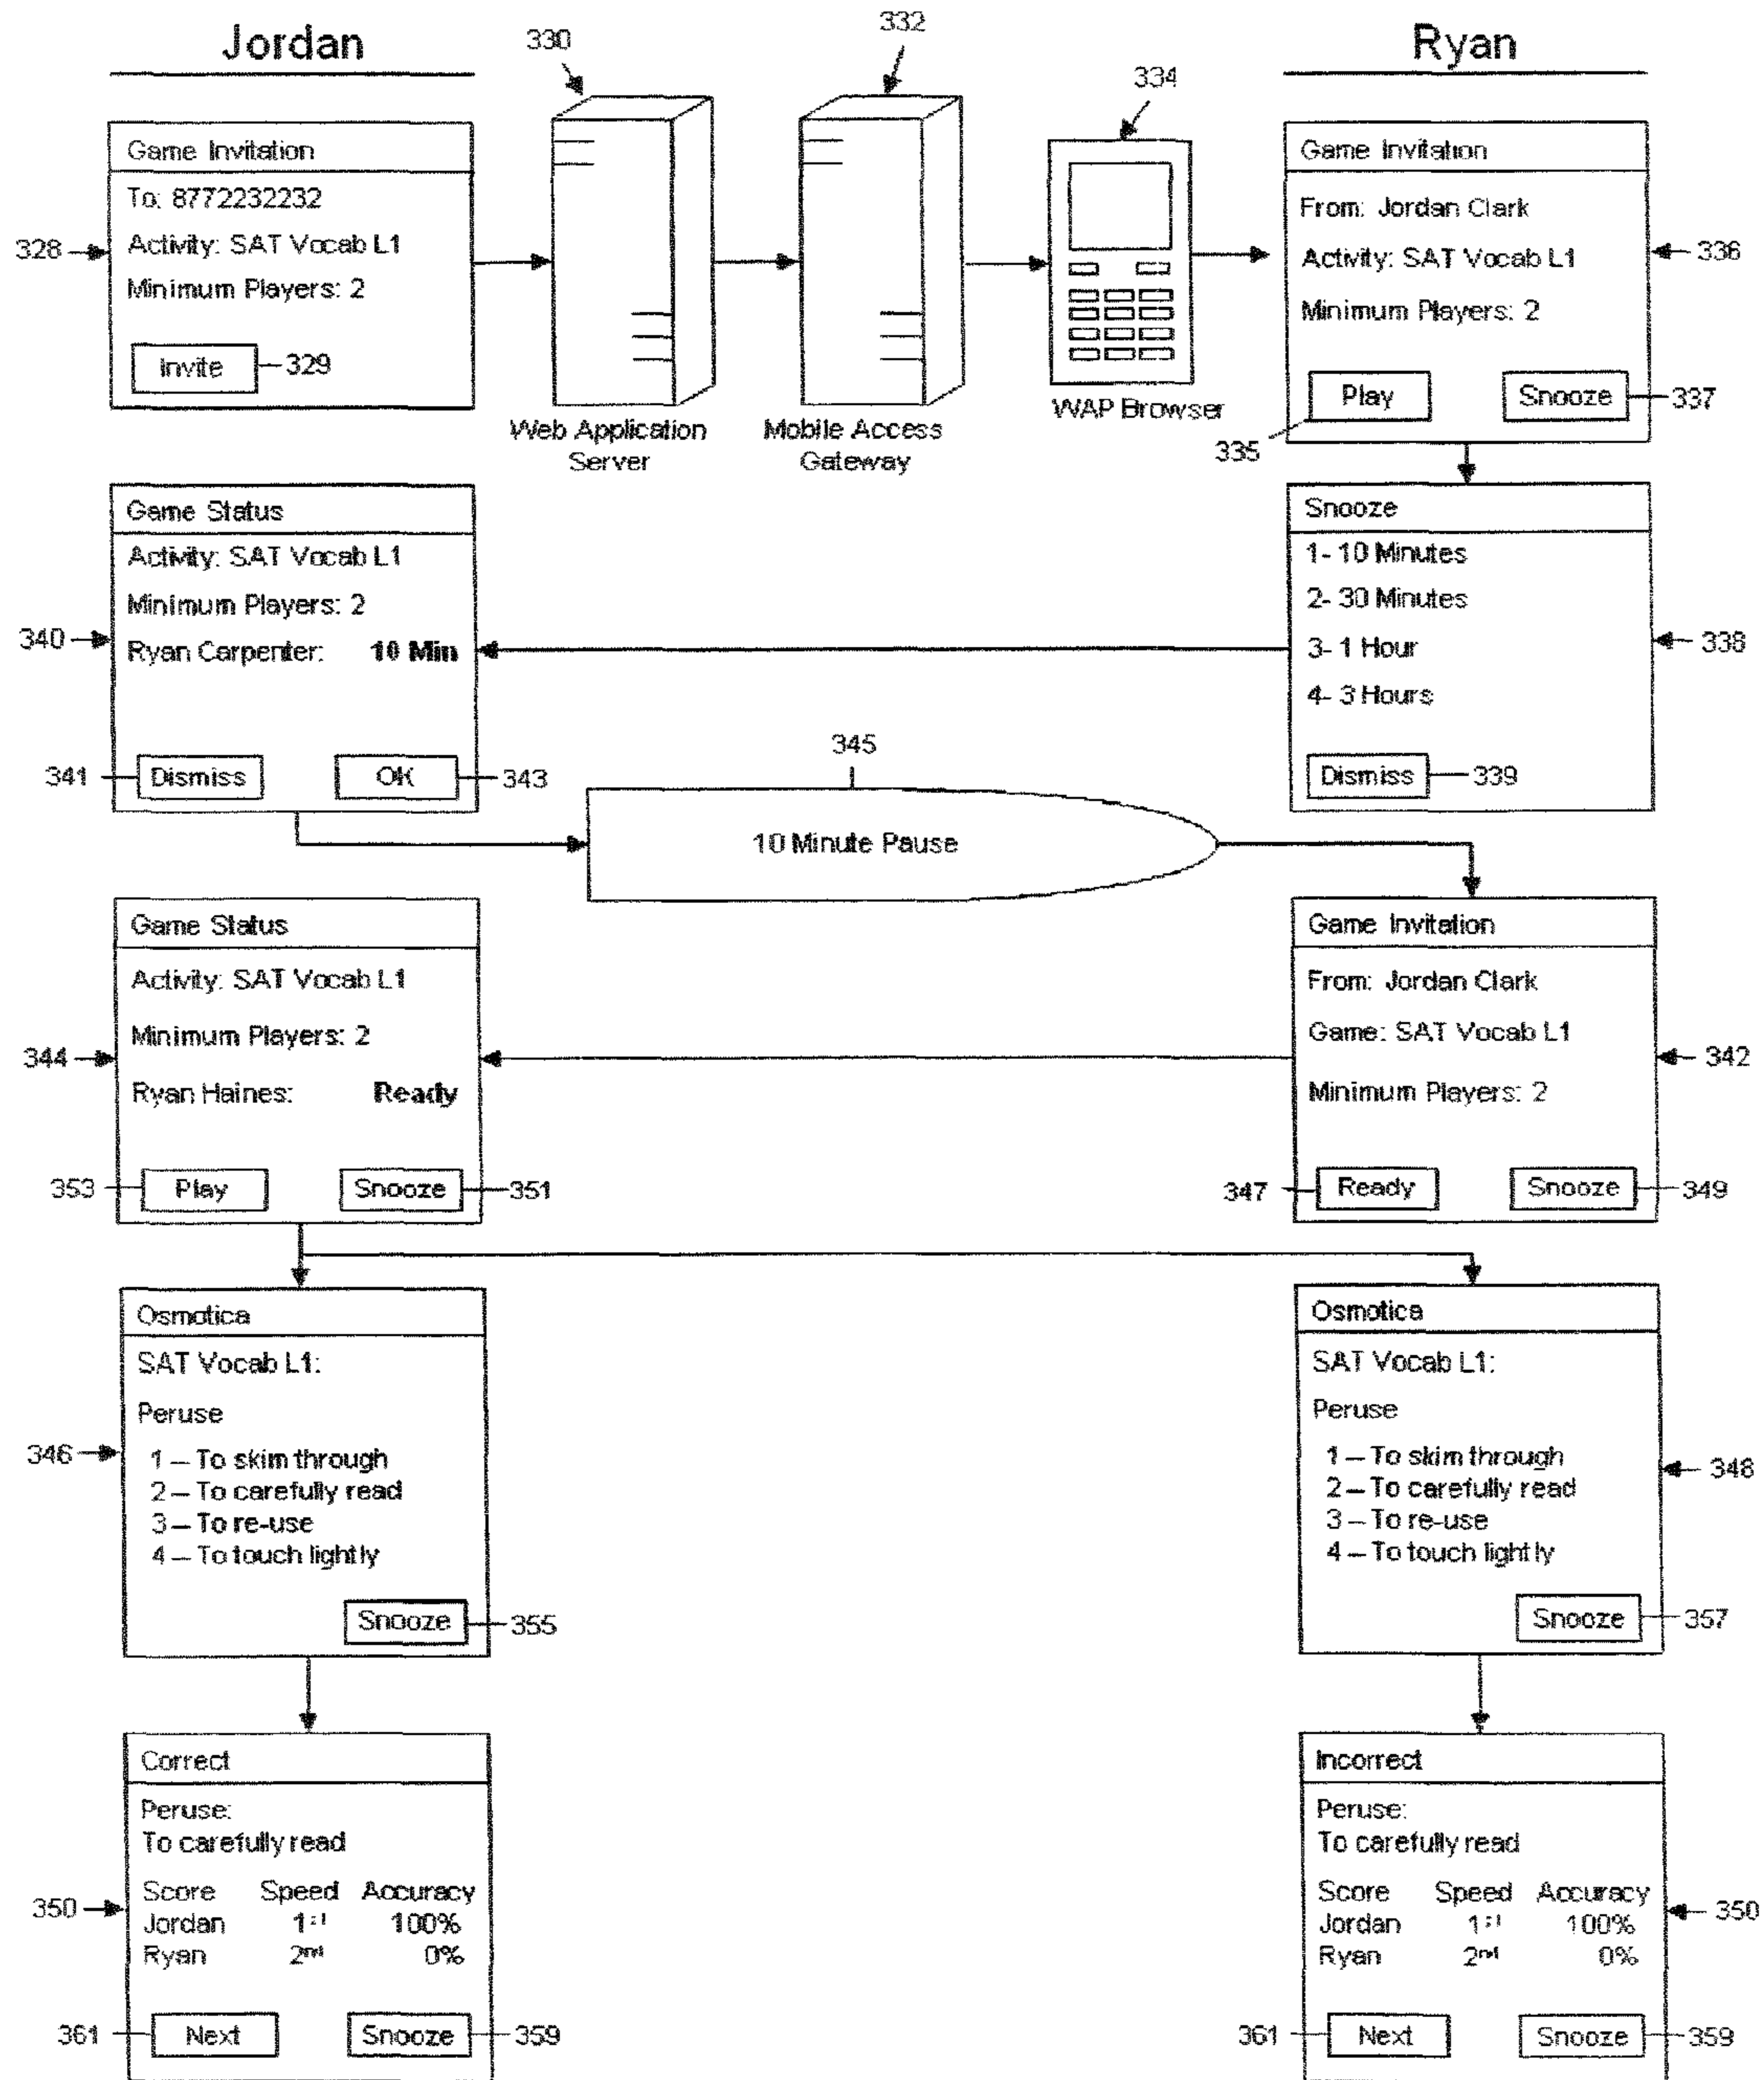 Jordan
Ryan
330
332
334
Game Invitation
To: 8772232232
Activity: SAT Vocab L1
Minimum Players: 2
Invite
329
328
Web Application
Server
Mobile Access
Gateway
WAP Browser
Game Invitation
From: Jordan Clark
Activity: SAT Vocab L1
Minimum Players: 2
Play
Snooze
336
337
335
Game Status
Activity: SAT Vocab L1
Minimum Players: 2
Ryan Carpenter: 10 Min
Dismiss
OK
340
341
343
Snooze
1- 10 Minutes
2- 30 Minutes
3- 1 Hour
4- 3 Hours
Dismiss
339
338
345
10 Minute Pause
Game Status
Activity: SAT Vocab L1
Minimum Players: 2
Ryan Haines: Ready
Play
Snooze
344
353
351
Game Invitation
From: Jordan Clark
Game: SAT Vocab L1
Minimum Players: 2
Ready
Snooze
342
347
349
Osmotica
SAT Vocab L1:
Peruse
1 – To skim through
2 – To carefully read
3 – To re-use
4 – To touch lightly
Snooze
346
355
Osmotica
SAT Vocab L1:
Peruse
1 – To skim through
2 – To carefully read
3 – To re-use
4 – To touch lightly
Snooze
348
357
Correct
Peruse:
To carefully read
Score Speed Accuracy
Jordan 1st 100%
Ryan 2nd 0%
Next
Snooze
350
361
359
Incorrect
Peruse:
To carefully read
Score Speed Accuracy
Jordan 1st 100%
Ryan 2nd 0%
Next
Snooze
350
361
359